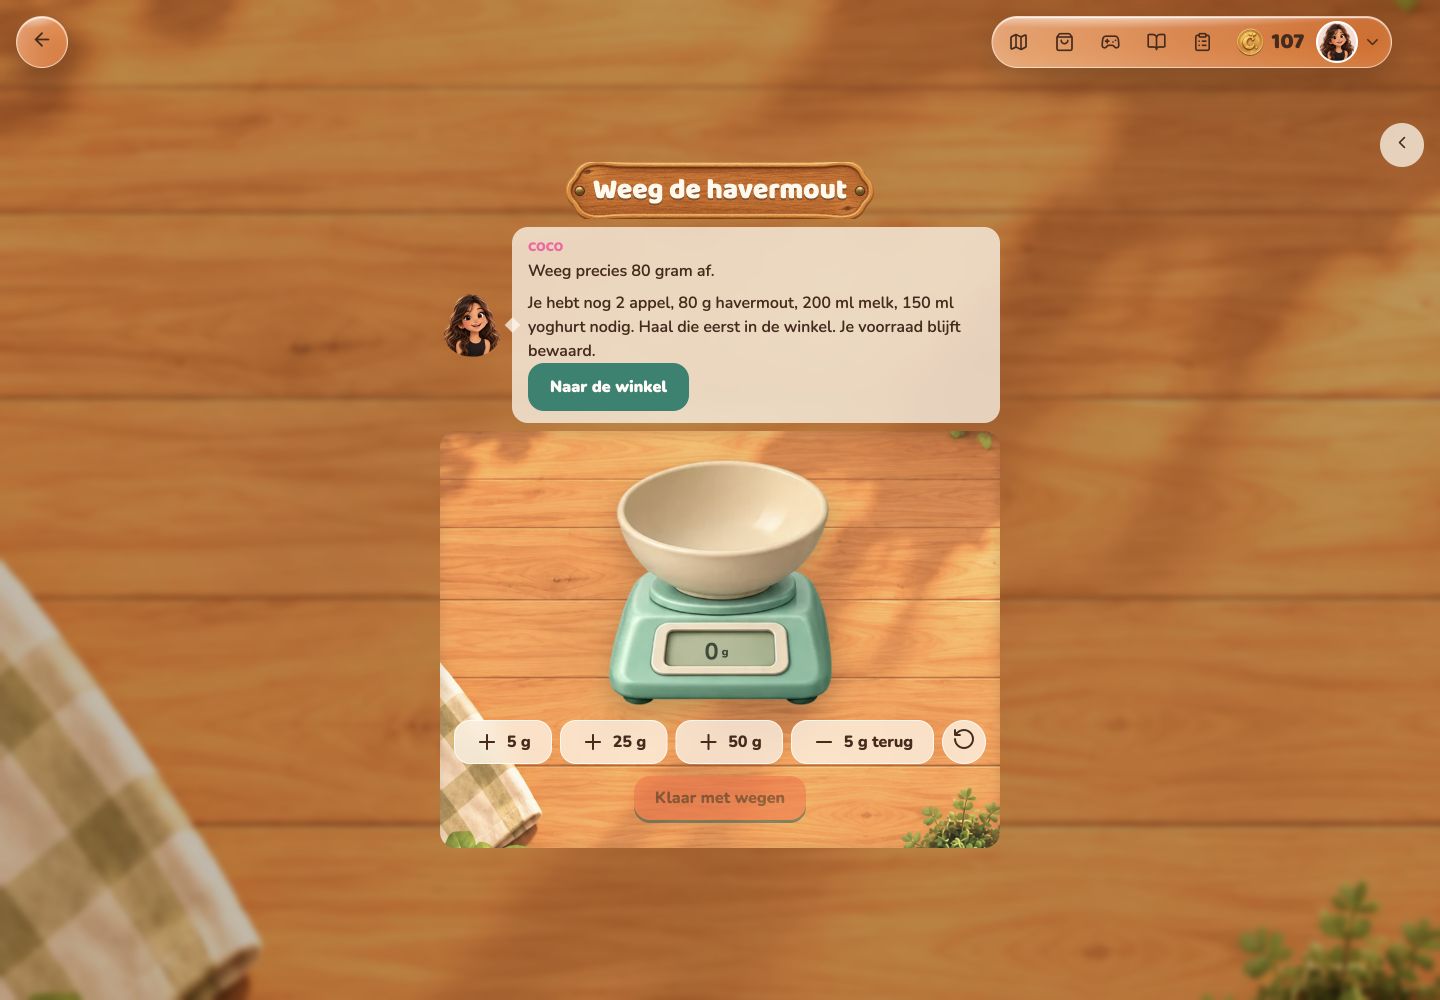 107
Weeg de havermout
coco
Weeg precies 80 gram af.
Je hebt nog 2 appel, 80 g havermout, 200 ml melk, 150 ml
yoghurt nodig. Haal die eerst in de winkel. Je voorraad blijft
bewaard.
Naar de winkel
0 g
5 g
25 g
50 g
5 g terug
Klaar met wegen